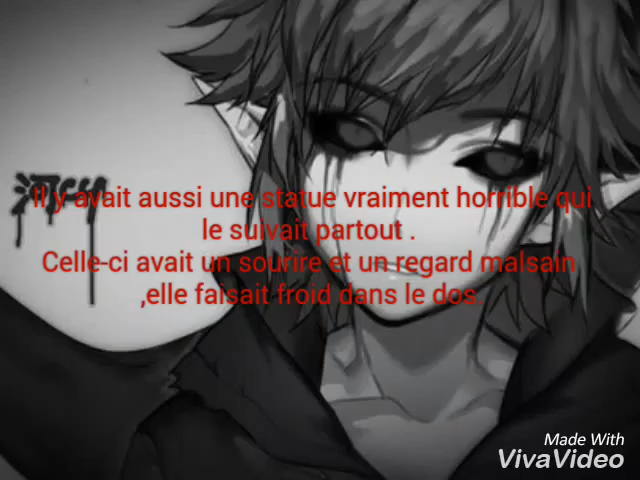 Il y avait aussi une statue vraiment horrible qui
le suivait partout .
Celle-ci avait un sourire et un regard malsain
,elle faisait froid dans le dos.
Made With
VivaVideo